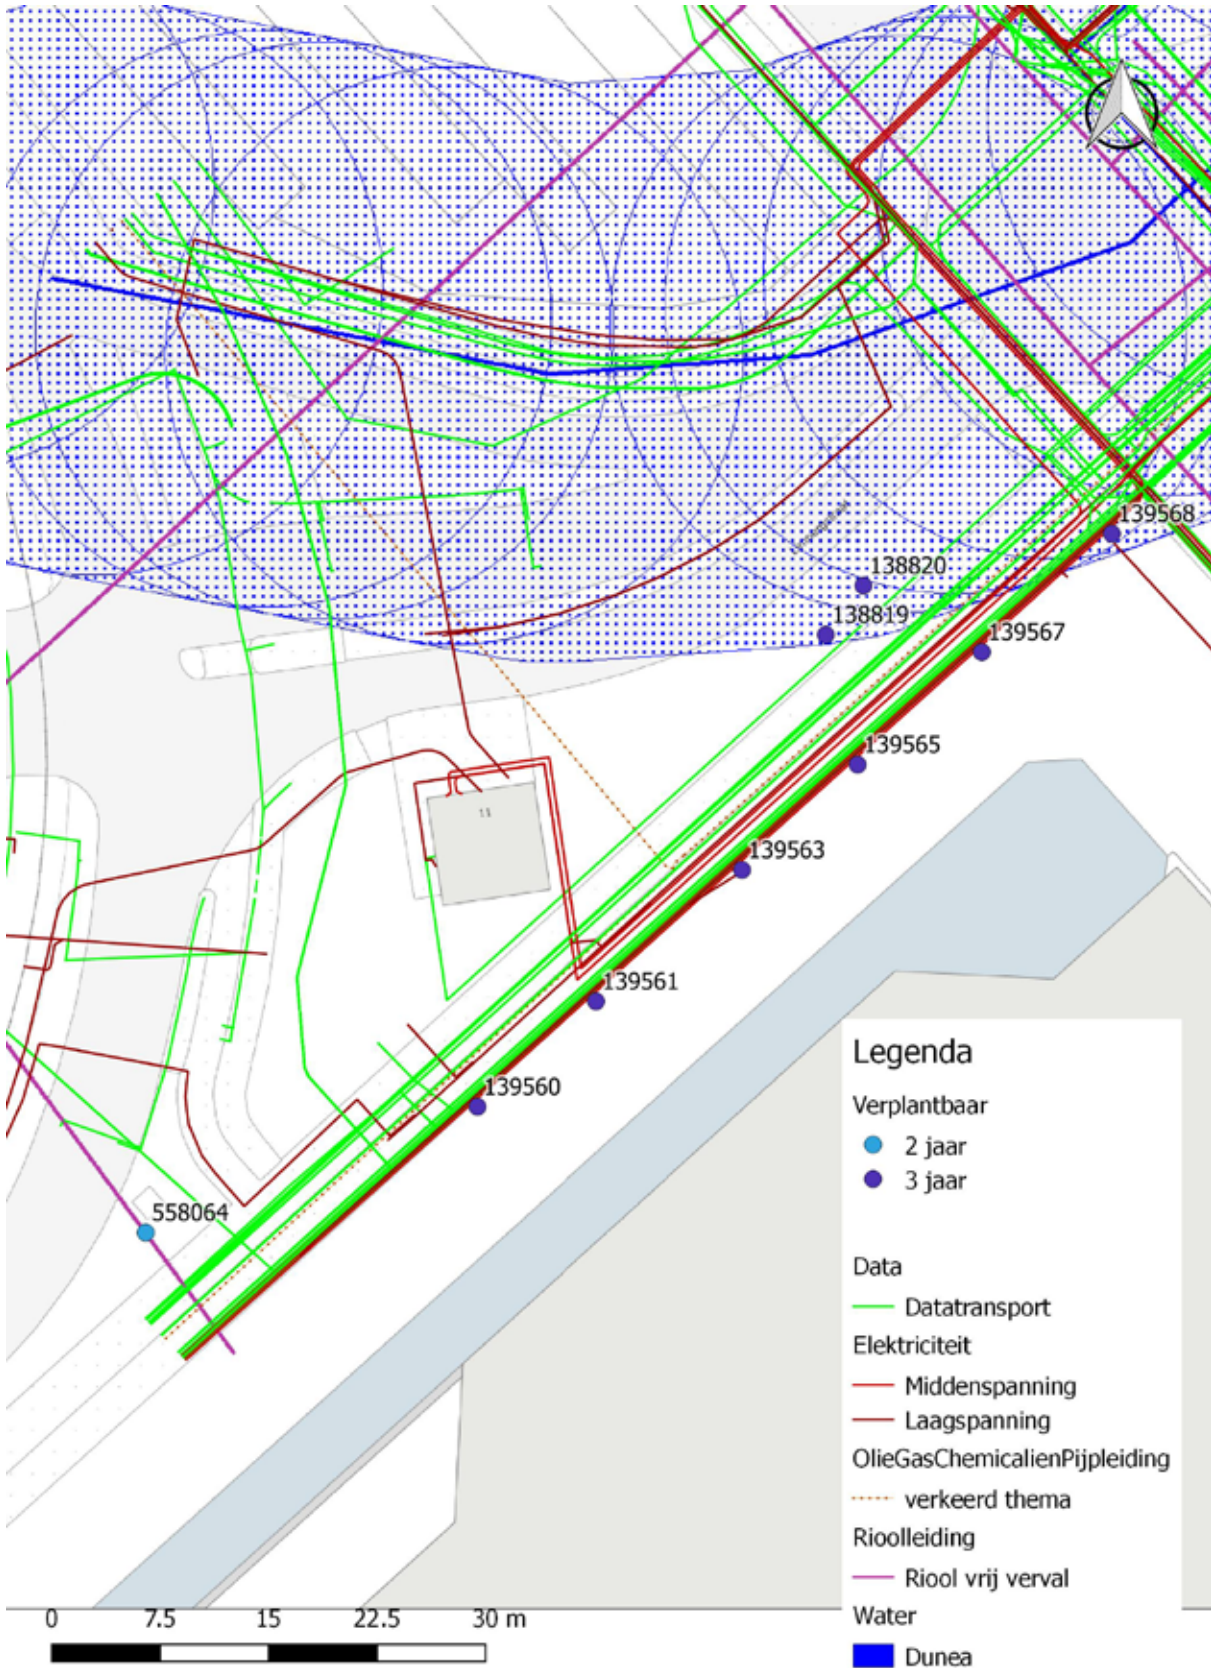 139568
138820
138819
139567
139565
11
139563
139561
139560
558064
Legenda
Verplantbaar
2 jaar
3 jaar
Data
Datatransport
Elektriciteit
Middenspanning
Laagspanning
OlieGasChemicalienPijpleiding
verkeerd thema
Rioolleiding
Riool vrij verval
Water
Dunea
0 7.5 15 22.5 30 m